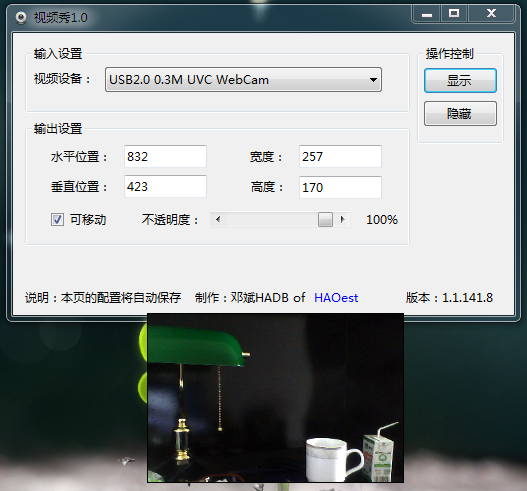 视频秀1.0
输入设置
视频设备： USB2.0 0.3M UVC WebCam
操作控制
显示
隐藏
输出设置
水平位置： 832 宽度： 257
垂直位置： 423 高度： 170
可移动 不透明度： 100%
说明：本页的配置将自动保存 制作：邓斌HADB of HAOest 版本：1.1.141.8